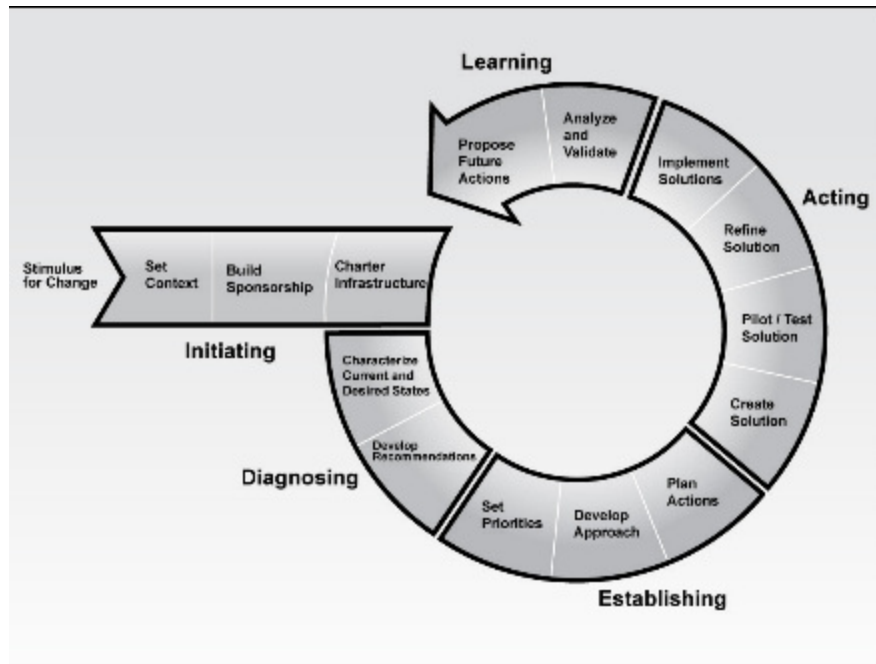 Learning
Analyze
and
Validate
Propose
Future
Actions
Implement
Solutions
Acting
Refine
Solution
Pilot / Test
Solution
Create
Solution
Stimulus
for Change
Set
Context
Build
Sponsorship
Charter
Infrastructure
Initiating
Characterize
Current and
Desired States
Develop
Recommendations
Diagnosing
Set
Priorities
Develop
Approach
Plan
Actions
Establishing